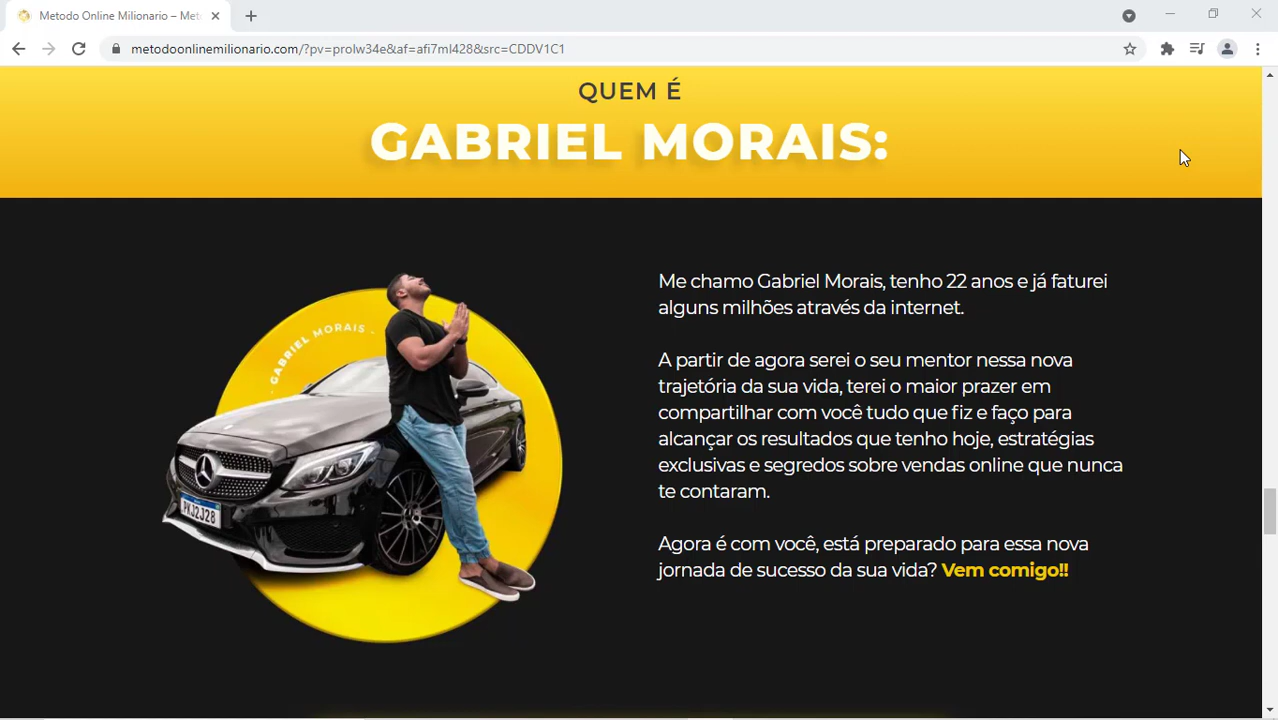 Metodo Online Milionario – Met
metodoonlinemilionario.com/?pv=prolw34e&af=afi7ml428&src=CDDV1C1
QUEM É
GABRIEL MORAIS:
· GABRIEL MORAIS ·
PKJ2J28
Me chamo Gabriel Morais, tenho 22 anos e já faturei
alguns milhões através da internet.
A partir de agora serei o seu mentor nessa nova
trajetória da sua vida, terei o maior prazer em
compartilhar com você tudo que fiz e faço para
alcançar os resultados que tenho hoje, estratégias
exclusivas e segredos sobre vendas online que nunca
te contaram.
Agora é com você, está preparado para essa nova
jornada de sucesso da sua vida? Vem comigo!!